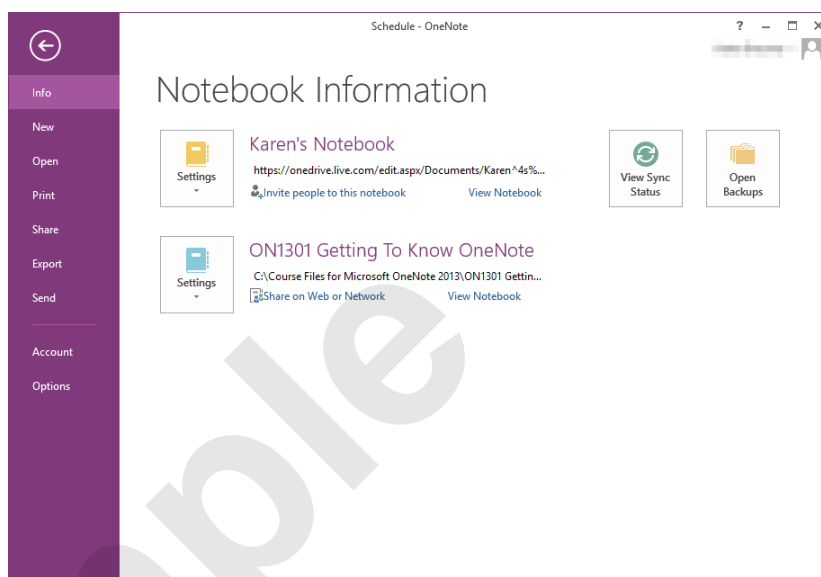 Schedule - OneNote
?
Info
New
Open
Print
Share
Export
Send
Account
Options
Notebook Information
Settings
Karen's Notebook
https://onedrive.live.com/edit.aspx/Documents/Karen^4s%...
Invite people to this notebook View Notebook
View Sync
Status
Open
Backups
Settings
ON1301 Getting To Know OneNote
C:\Course Files for Microsoft OneNote 2013\ON1301 Gettin...
Share on Web or Network View Notebook